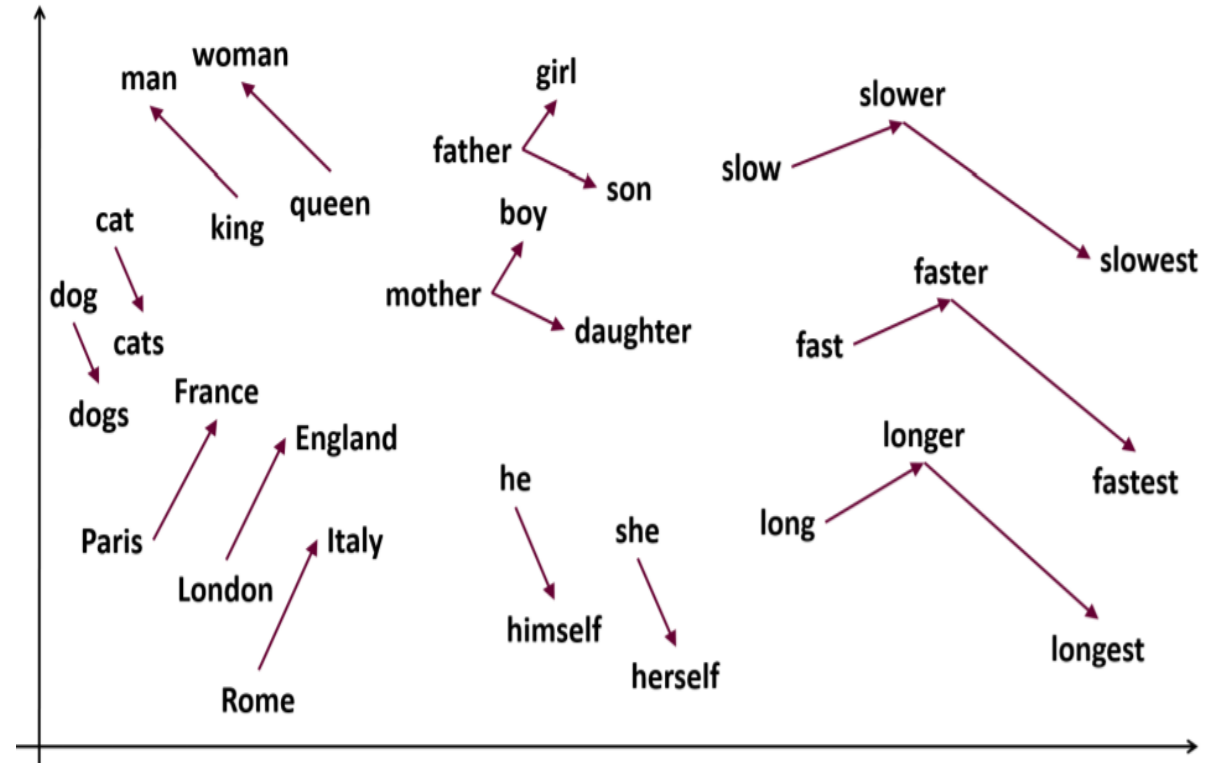 woman
man
girl
slower
father
slow
son
queen
boy
cat
king
slowest
faster
dog
mother
daughter
cats
fast
France
dogs
England
longer
he
fastest
long
she
Paris
Italy
London
himself
longest
herself
Rome